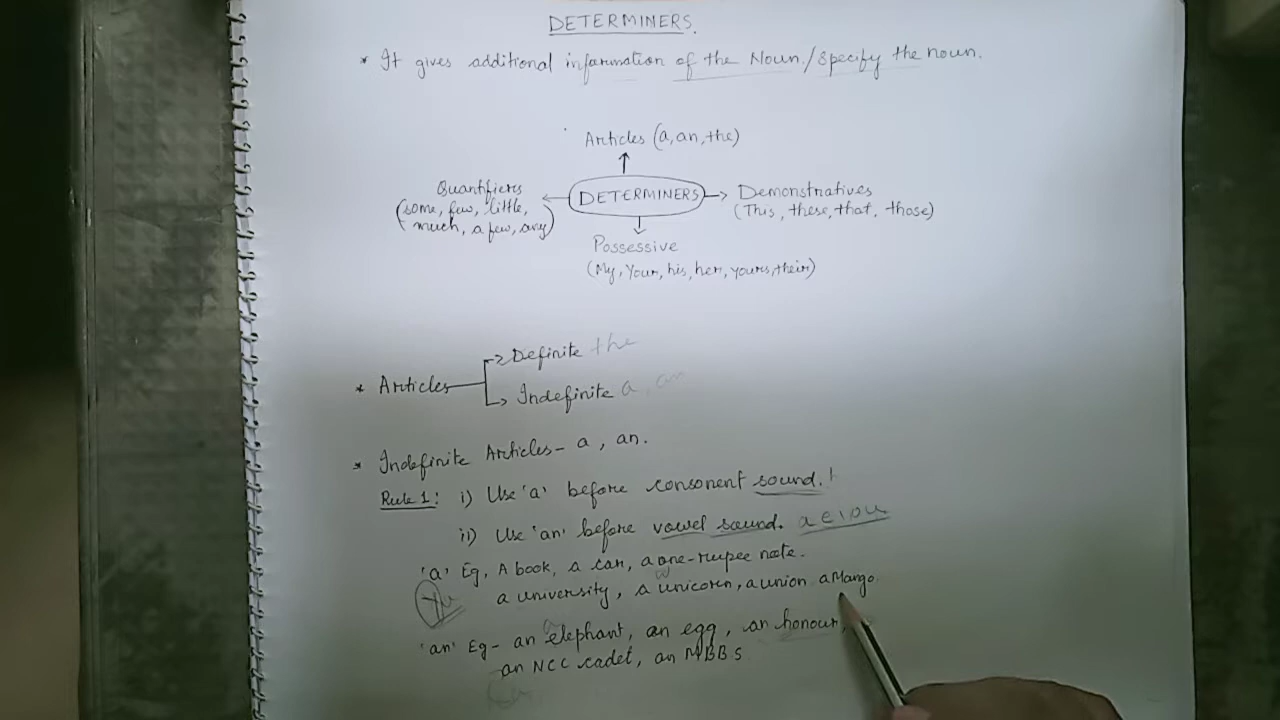 DETERMINERS.
* It gives additional information of the Noun./specify the noun.
Articles (a, an, the)
Quantifiers
(some, few, little,
much, a few, any)
DETERMINERS
Demonstratives
(This, these, that, those)
Possessive
(My, Your, his, her, yours, their)
* Articles
Definite the
Indefinite a, an
* Indefinite Articles - a, an.
Rule 1: i) Use 'a' before consonent sound.
ii) Use 'an' before vowel sound. a e i o u
'a' Eg, A book, a car, a one-rupee note.
a university, a unicorn, a union a Mango.
'an' Eg - an elephant, an egg, an honour,
an NCC cadet, an MBBS